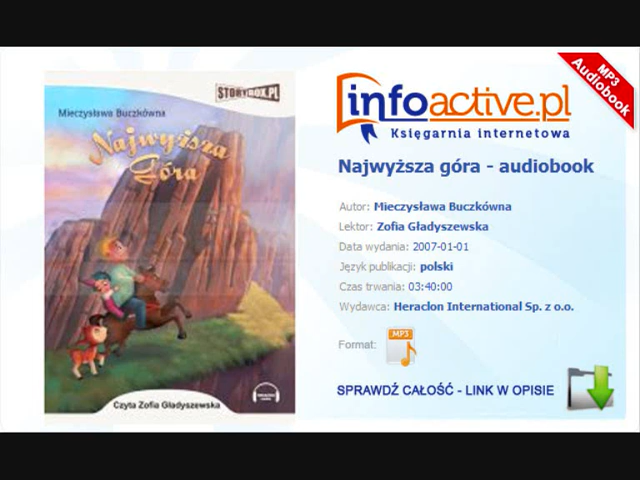 STORYBOX.PL
Mieczysława Buczkówna
Najwyższa
Góra
Czyta Zofia Gładyszewska
MP3
Audiobook
infoactive.pl
Księgarnia internetowa
Najwyższa góra - audiobook
Autor: Mieczysława Buczkówna
Lektor: Zofia Gładyszewska
Data wydania: 2007-01-01
Język publikacji: polski
Czas trwania: 03:40:00
Wydawca: Heraclon International Sp. z o.o.
Format: MP3
SPRAWDŹ CAŁOŚĆ - LINK W OPISIE